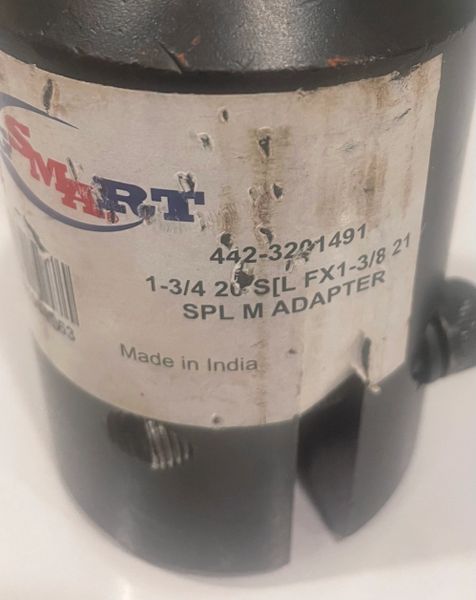 SMART
442-3201491
1-3/4 20 S[L FX1-3/8 21
SPL M ADAPTER
Made in India